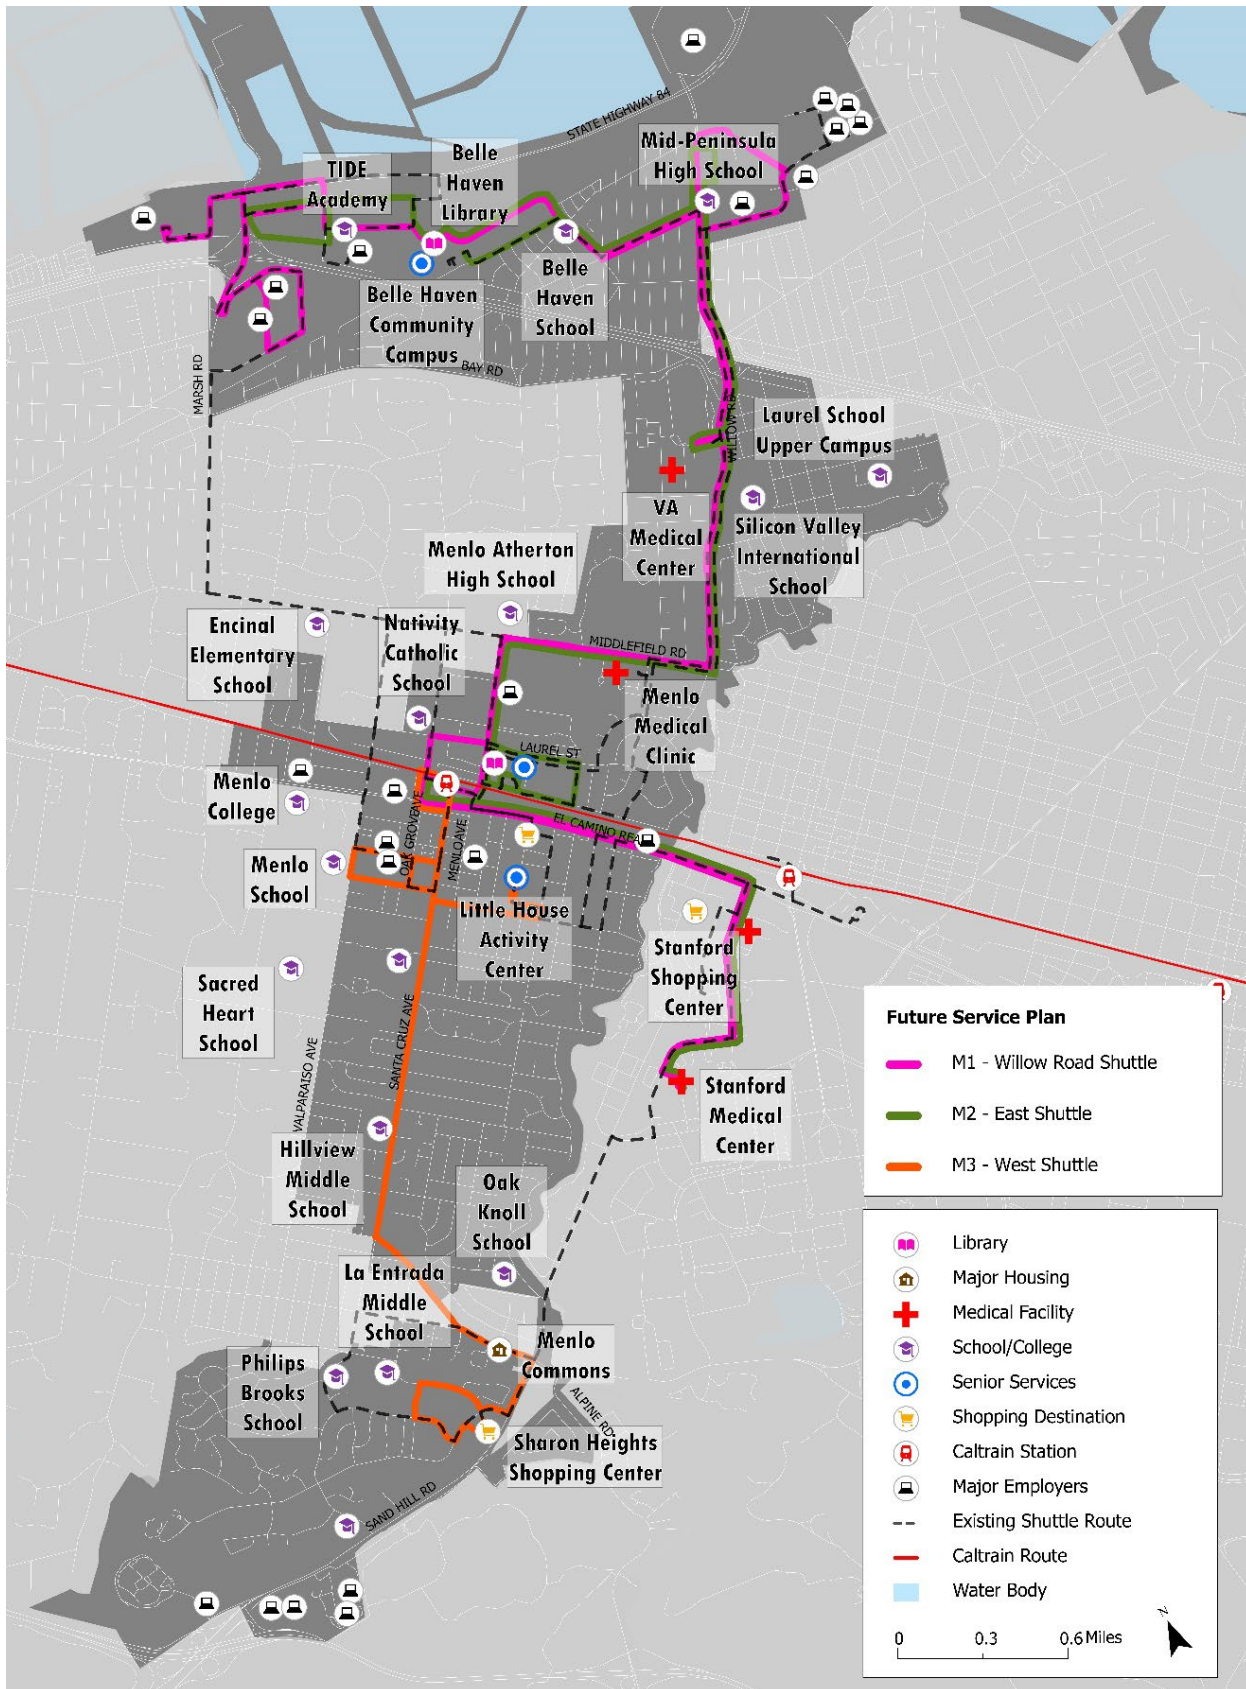 STATE HIGHWAY 84
Mid-Peninsula
High School
Belle
Haven
Library
TIDE
Academy
Belle
Haven
School
Belle Haven
Community
Campus
BAY RD
MARSH RD
WILLOW RD
Laurel School
Upper Campus
VA
Medical
Center
Silicon Valley
International
School
Menlo Atherton
High School
Encinal
Elementary
School
Nativity
Catholic
School
MIDDLEFIELD RD
Menlo
Medical
Clinic
LAUREL ST
Menlo
College
OAK GROVE AVE
MENLO AVE
EL CAMINO REA
Menlo
School
Little House
Activity
Center
Stanford
Shopping
Center
Sacred
Heart
School
VALPARAISO AVE
SANTA CRUZ AVE
Stanford
Medical
Center
Hillview
Middle
School
Oak
Knoll
School
La Entrada
Middle
School
Menlo
Commons
Philips
Brooks
School
ALPINE RD
Sharon Heights
Shopping Center
SAND HILL RD
Future Service Plan
M1 - Willow Road Shuttle
M2 - East Shuttle
M3 - West Shuttle
Library
Major Housing
Medical Facility
School/College
Senior Services
Shopping Destination
Caltrain Station
Major Employers
Existing Shuttle Route
Caltrain Route
Water Body
N
0 0.3 0.6 Miles